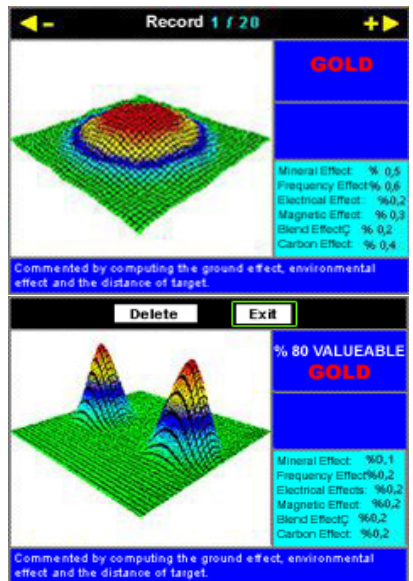 - Record 1 / 20 +
GOLD
Mineral Effect: % 0,5
Frequency Effect % 0,6
Electrical Effect: %0,2
Magnetic Effect: % 0,3
Blend EffectÇ % 0,2
Carbon Effect: % 0,4
Commented by computing the ground effect, environmental
effect and the distance of target.
Delete Exit
% 80 VALUEABLE
GOLD
Mineral Effect: %0,1
Frequency Effect%0,2
Electrical Effects: %0,2
Magnetic Effect: %0,2
Blend EffectÇ %0,2
Carbon Effect: %0,2
Commented by computing the ground effect, environmental
effect and the distance of target.